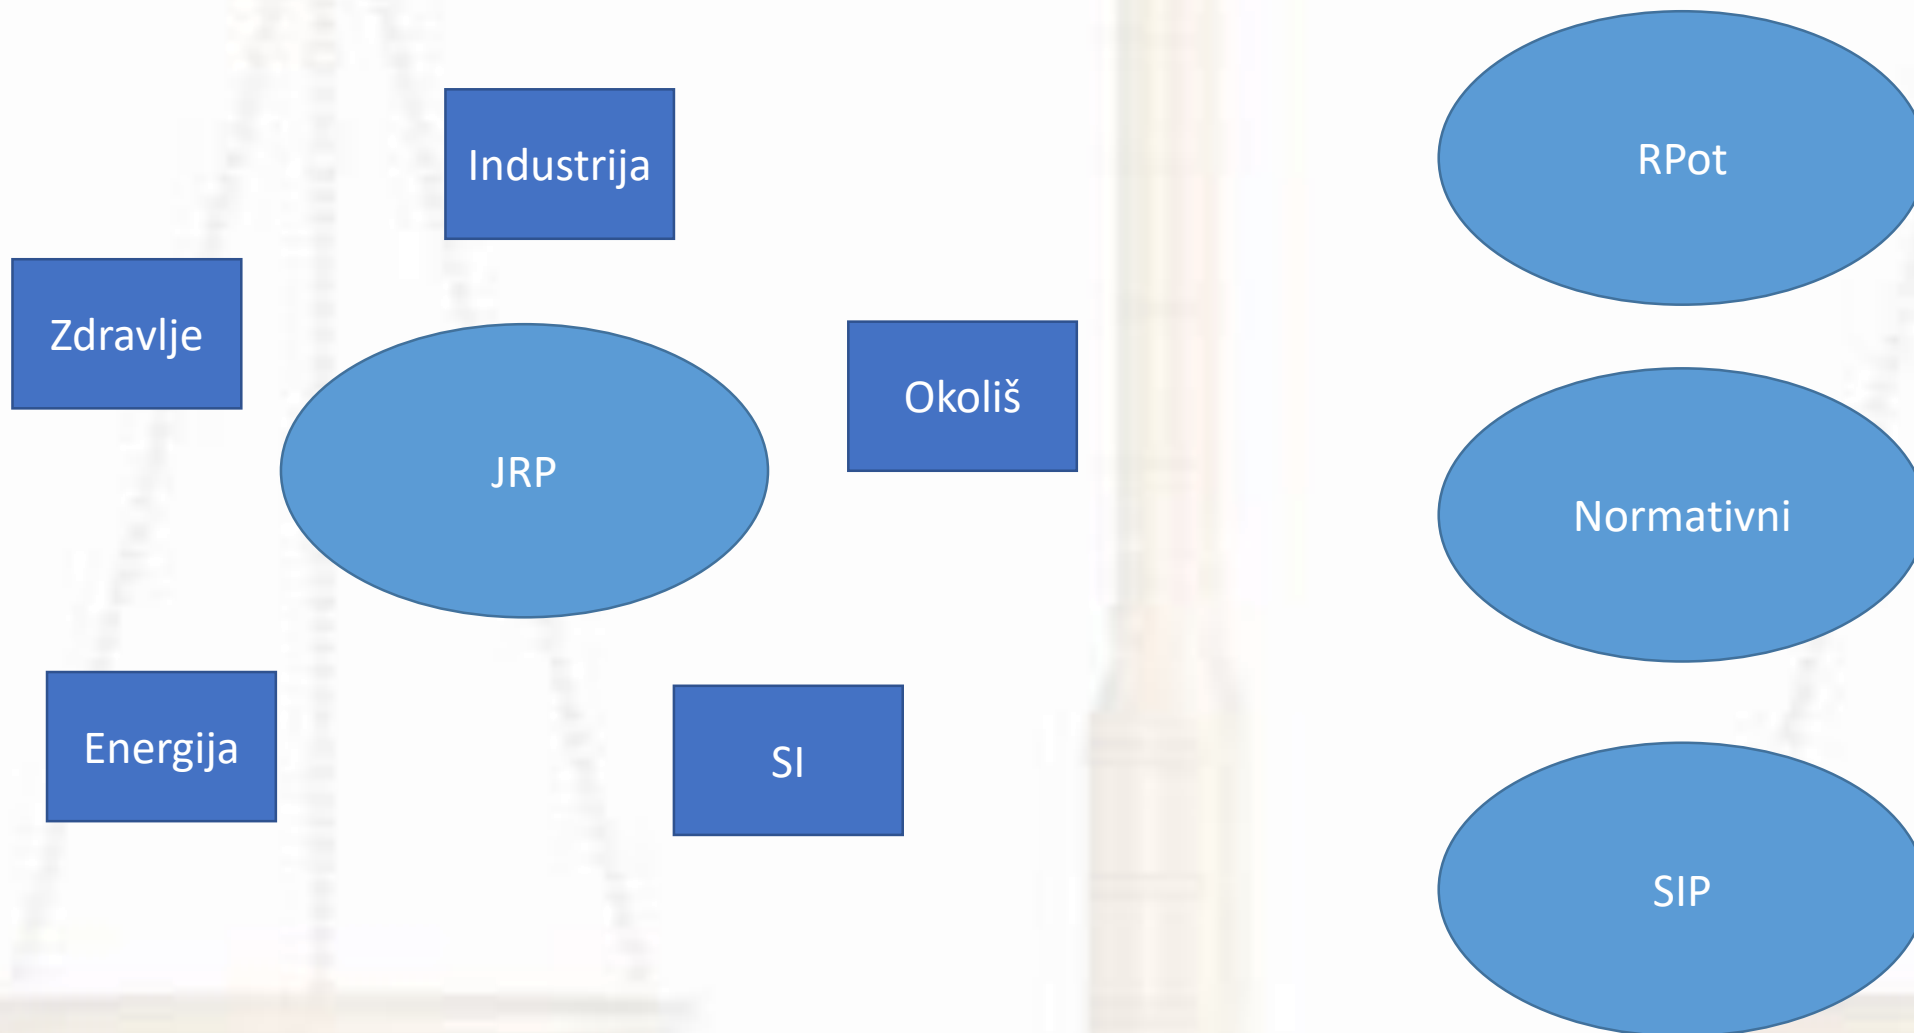 Industrija
Zdravlje
Okoliš
JRP
Energija
SI
RPot
Normativni
SIP